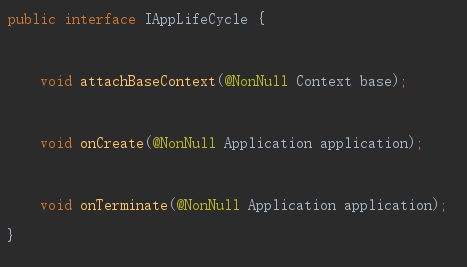 public interface IAppLifeCycle {
void attachBaseContext(@NonNull Context base);
void onCreate(@NonNull Application application);
void onTerminate(@NonNull Application application);
}